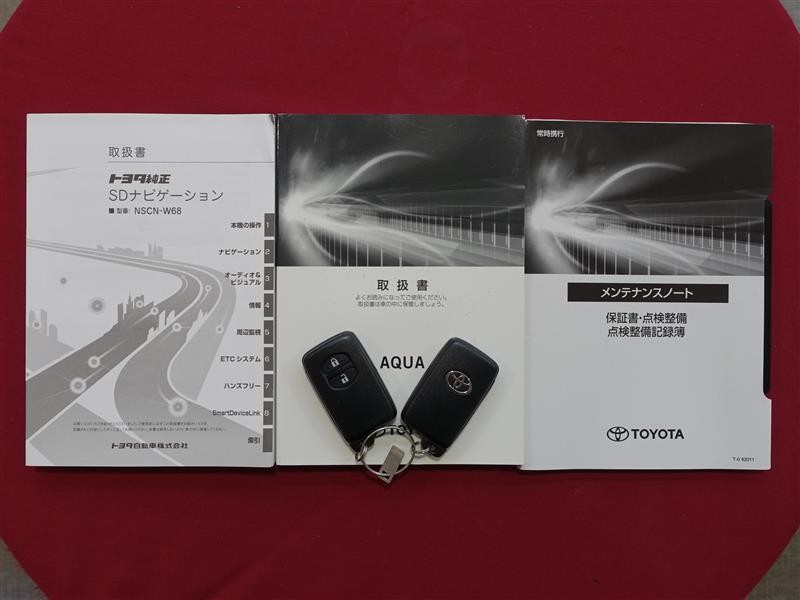 取扱書
トヨタ純正
SDナビゲーション
■ 型番: NSCN-W68
本機の操作 1
ナビゲーション 2
オーディオ&
ビジュアル 3
情報 4
周辺監視 5
ETCシステム 6
ハンズフリー 7
SmartDeviceLink 8
索引
トヨタ自動車株式会社
取扱書
よくお読みになってご使用ください。
取扱書は車の中に保管しましょう。
AQUA
常時携行
メンテナンスノート
保証書・点検整備
点検整備記録簿
TOYOTA